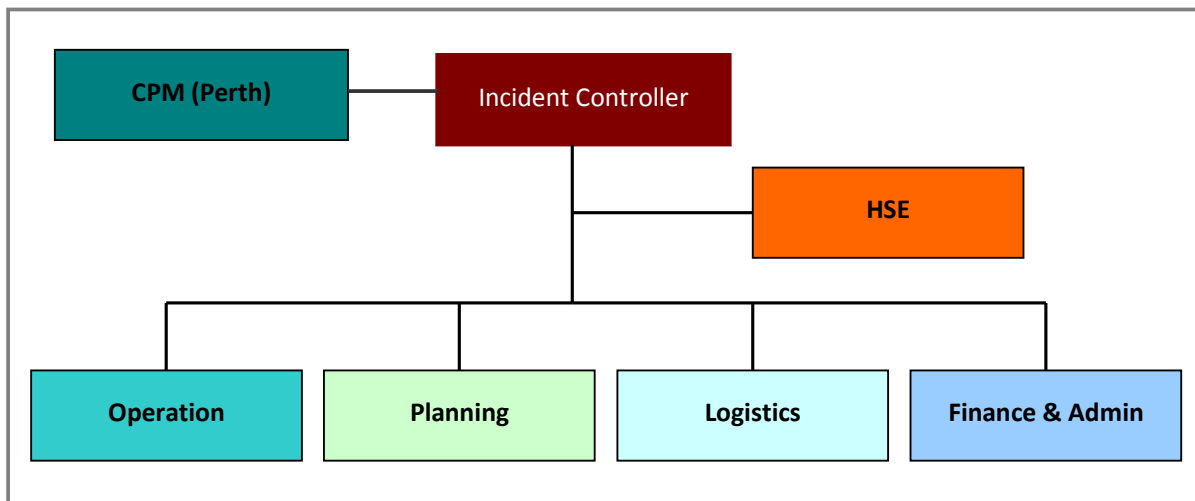 CPM (Perth)
Incident Controller
HSE
Operation
Planning
Logistics
Finance & Admin